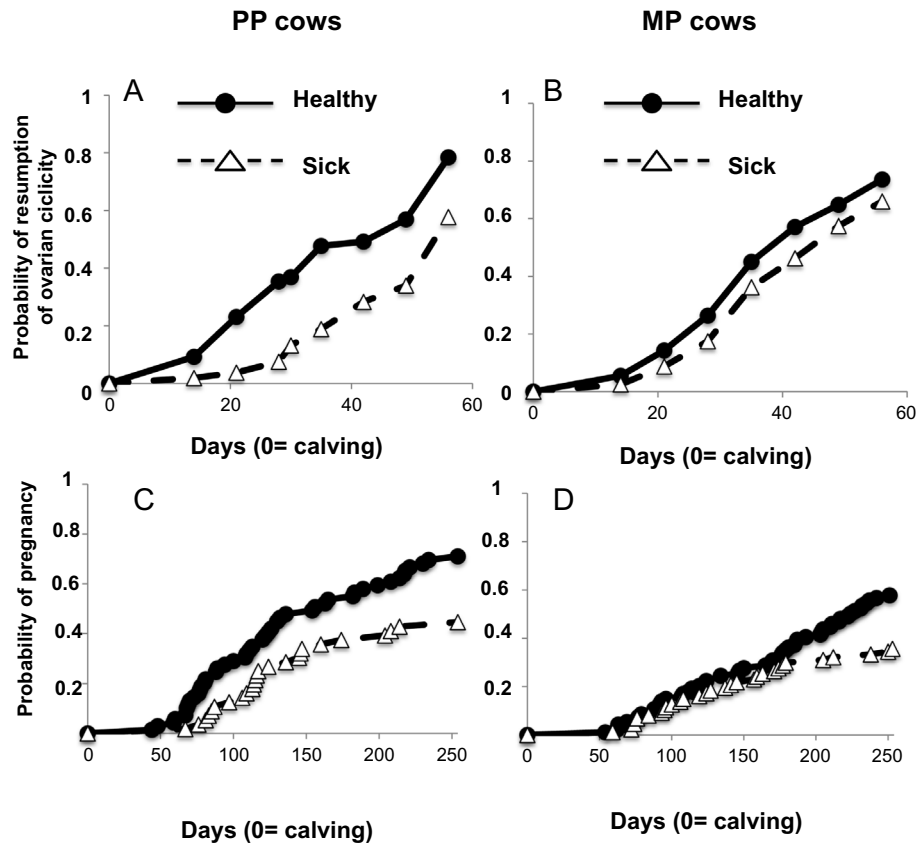 PP cows
MP cows
A
B
Healthy
Sick
Healthy
Sick
Probability of resumption
of ovarian ciclicity
1
0.8
0.6
0.4
0.2
0
0
20
40
60
Days (0= calving)
1
0.8
0.6
0.4
0.2
0
0
20
40
60
Days (0= calving)
C
D
Probability of pregnancy
1
0.8
0.6
0.4
0.2
0
50
100
150
200
250
Days (0= calving)
1
0.8
0.6
0.4
0.2
0
50
100
150
200
250
Days (0= calving)